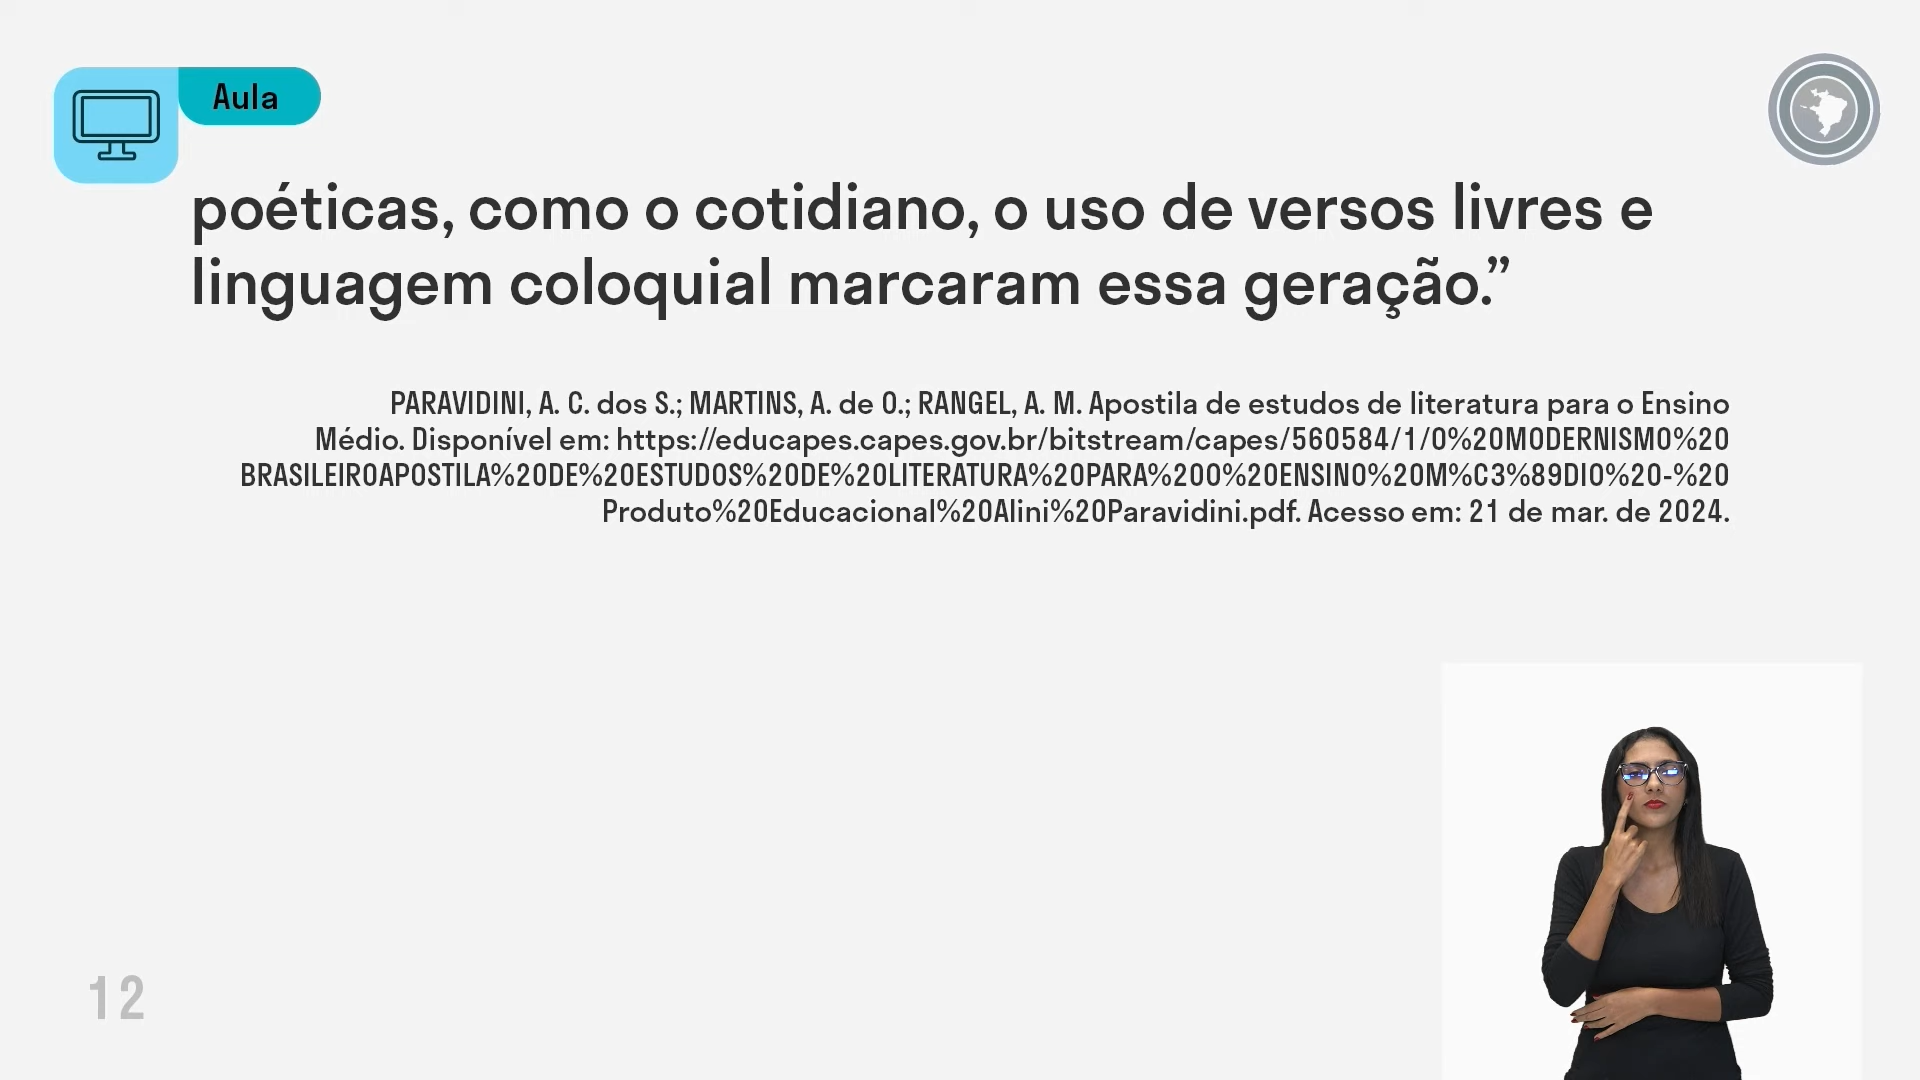 Aula
poéticas, como o cotidiano, o uso de versos livres e
linguagem coloquial marcaram essa geração.”
PARAVIDINI, A. C. dos S.; MARTINS, A. de O.; RANGEL, A. M. Apostila de estudos de literatura para o Ensino
Médio. Disponível em: https://educapes.capes.gov.br/bitstream/capes/560584/1/O%20MODERNISMO%20
BRASILEIROAPOSTILA%20DE%20ESTUDOS%20DE%20LITERATURA%20PARA%20O%20ENSINO%20M%C3%89DIO%20-%20
Produto%20Educacional%20Alini%20Paravidini.pdf. Acesso em: 21 de mar. de 2024.
12